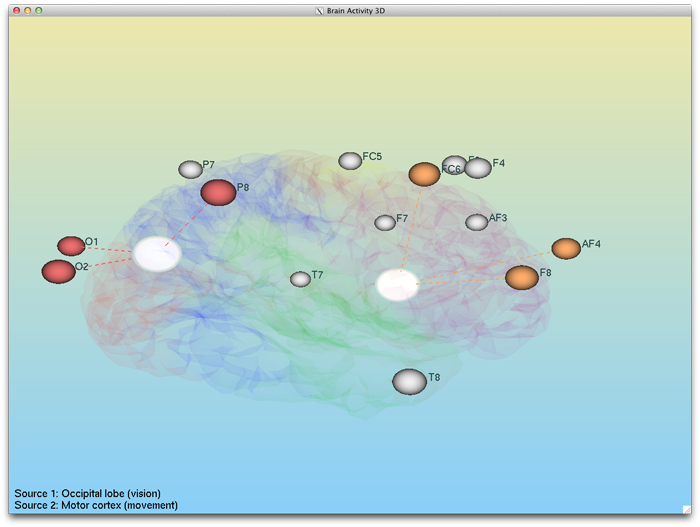 Brain Activity 3D
P7
FC5
FC6
F4
P8
F7
AF3
O1
AF4
O2
T7
F8
T8
Source 1: Occipital lobe (vision)
Source 2: Motor cortex (movement)